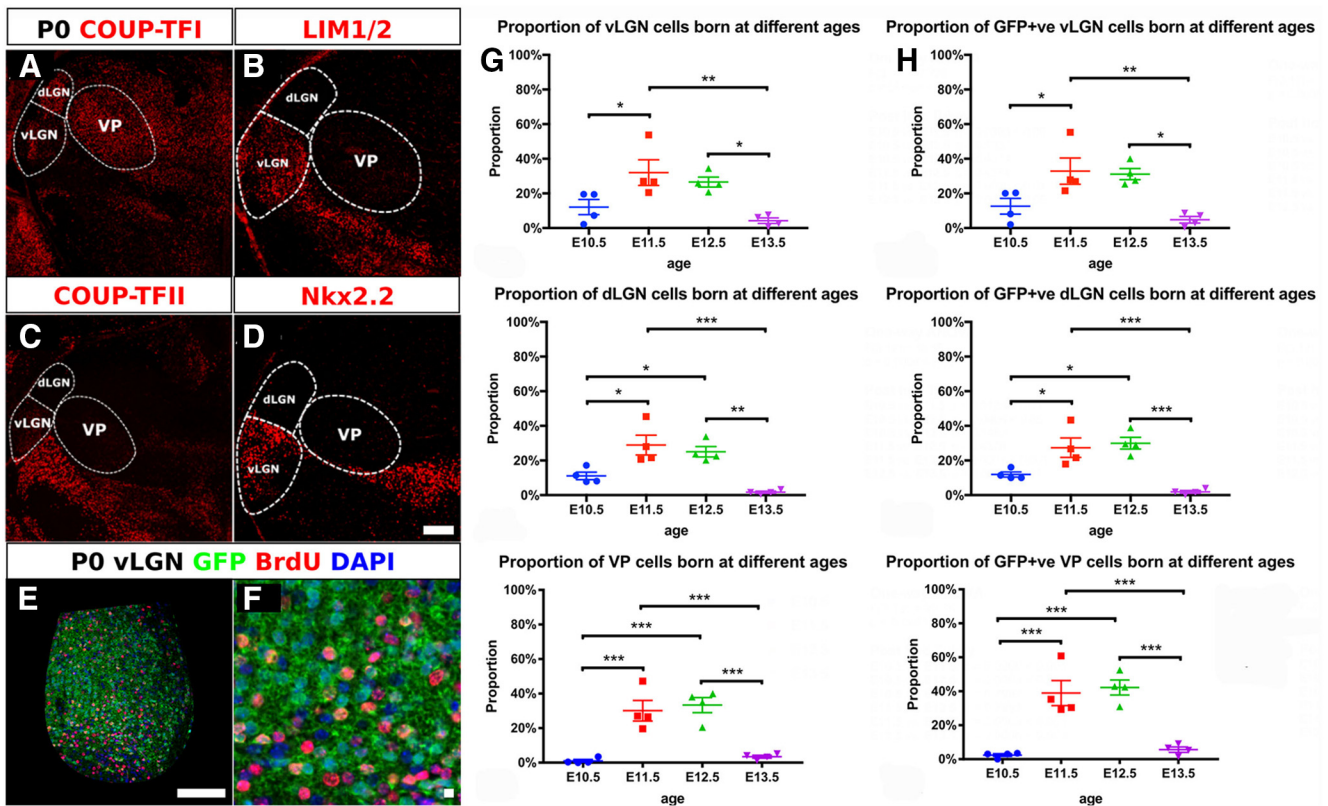 P0 COUP-TFI
LIM1/2
A
dLGN
vLGN
VP
B
dLGN
vLGN
VP
COUP-TFII
Nkx2.2
C
dLGN
vLGN
VP
D
dLGN
vLGN
VP
P0 vLGN GFP BrdU DAPI
E
F
G
Proportion of vLGN cells born at different ages
100%
80%
60%
40%
20%
0%
Proportion
*
**
*
E10.5 E11.5 E12.5 E13.5
age
Proportion of dLGN cells born at different ages
100%
80%
60%
40%
20%
0%
Proportion
***
*
*
**
E10.5 E11.5 E12.5 E13.5
age
Proportion of VP cells born at different ages
100%
80%
60%
40%
20%
0%
Proportion
***
***
***
***
E10.5 E11.5 E12.5 E13.5
age
H
Proportion of GFP+ve vLGN cells born at different ages
100%
80%
60%
40%
20%
0%
Proportion
**
*
*
E10.5 E11.5 E12.5 E13.5
age
Proportion of GFP+ve dLGN cells born at different ages
100%
80%
60%
40%
20%
0%
Proportion
***
*
*
***
E10.5 E11.5 E12.5 E13.5
age
Proportion of GFP+ve VP cells born at different ages
100%
80%
60%
40%
20%
0%
Proportion
***
***
***
***
E10.5 E11.5 E12.5 E13.5
age